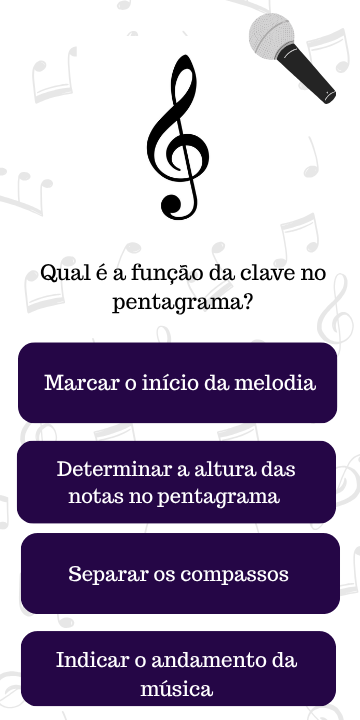 Qual é a função da clave no
pentagrama?
Marcar o início da melodia
Determinar a altura das
notas no pentagrama
Separar os compassos
Indicar o andamento da
música